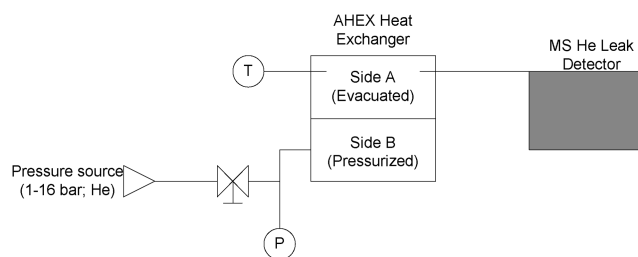 AHEX Heat
Exchanger
MS He Leak
Detector
T
Side A
(Evacuated)
Side B
(Pressurized)
Pressure source
(1-16 bar; He)
P